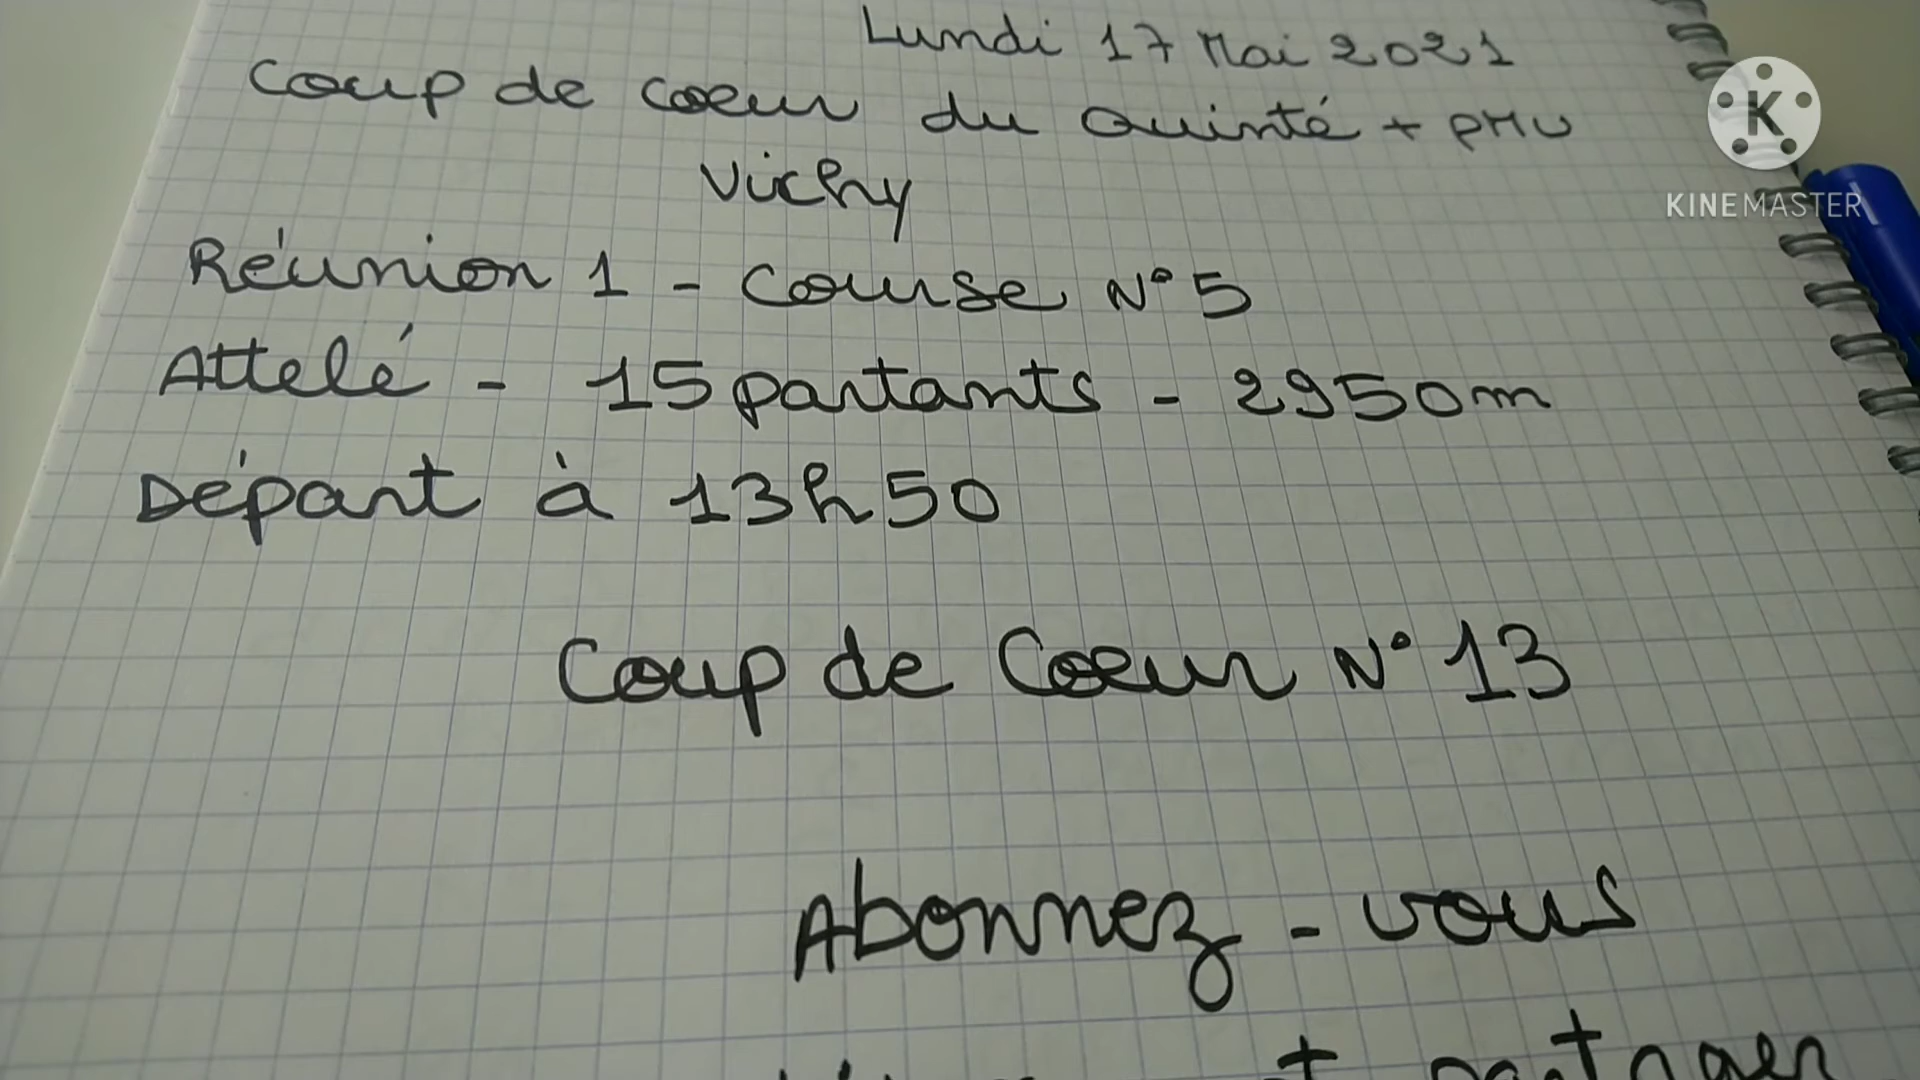 Lundi 17 Mai 2021
Coup de coeur du Quinté + PMU
Vichy
Réunion 1 - Course N°5
Attelé - 15 partants - 2950m
Départ à 13h50
Coup de Coeur N°13
Abonnez-vous
K
KINEMASTER